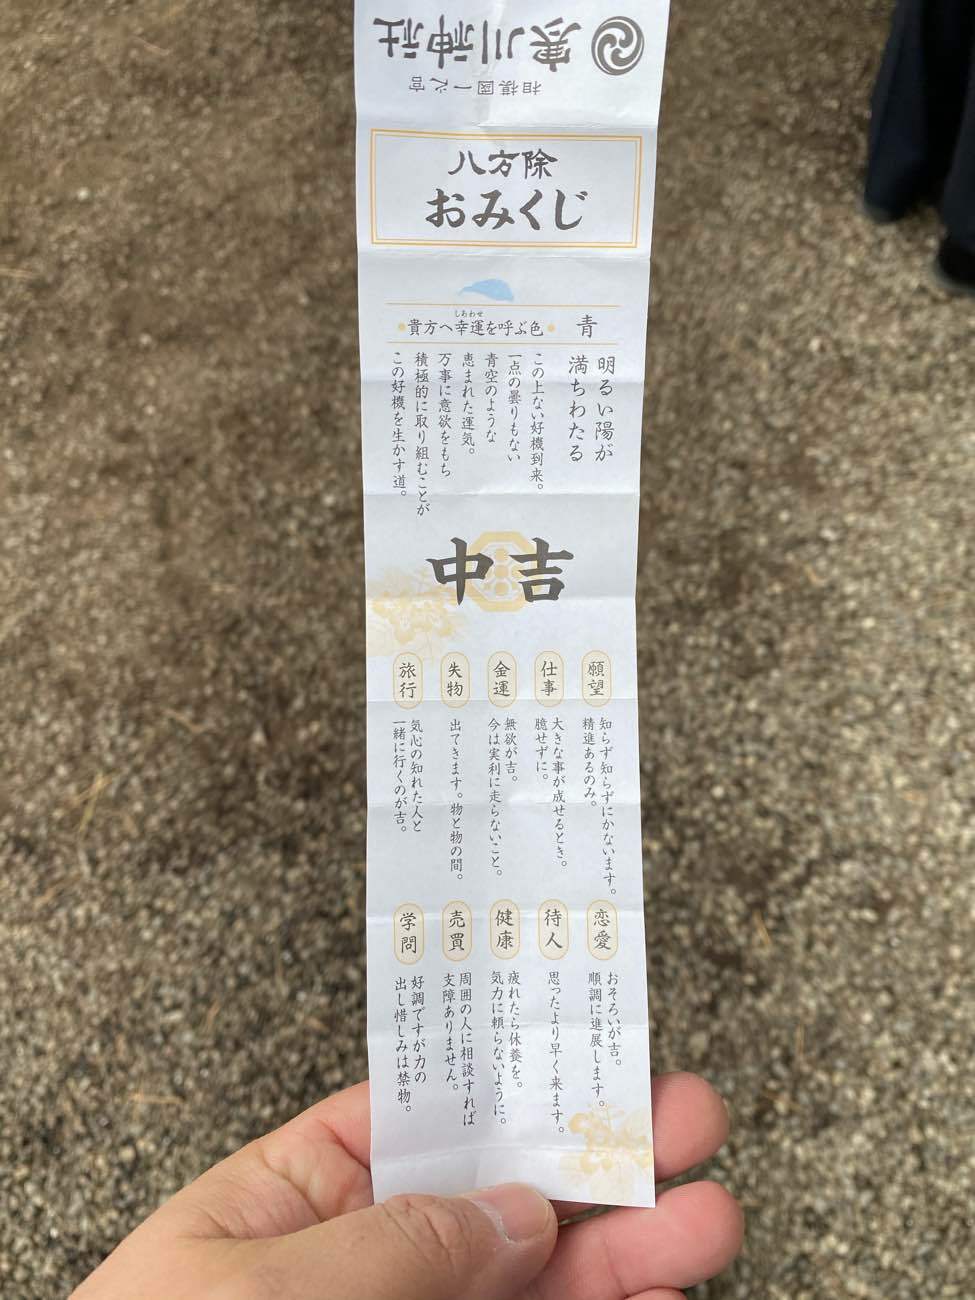 寒川神社
相模國一之宮
八方除
おみくじ
貴方へ幸運を呼ぶ色
しあわせ
青
明るい陽が
満ちわたる
この上ない好機到来。
一点の曇りもない
青空のような
恵まれた運気。
万事に意欲をもち
積極的に取り組むことが
この好機を生かす道。
中吉
願望
知らず知らずにかないます。
精進あるのみ。
仕事
大きな事が成せるとき。
臆せずに。
金運
無欲が吉。
今は実利に走らないこと。
失物
出てきます。物と物の間。
旅行
気心の知れた人と
一緒に行くのが吉。
恋愛
おそろいが吉。
順調に進展します。
待人
思ったより早く来ます。
健康
疲れたら休養を。
気力に頼らないように。
売買
周囲の人に相談すれば
支障ありません。
学問
好調ですが力の
出し惜しみは禁物。